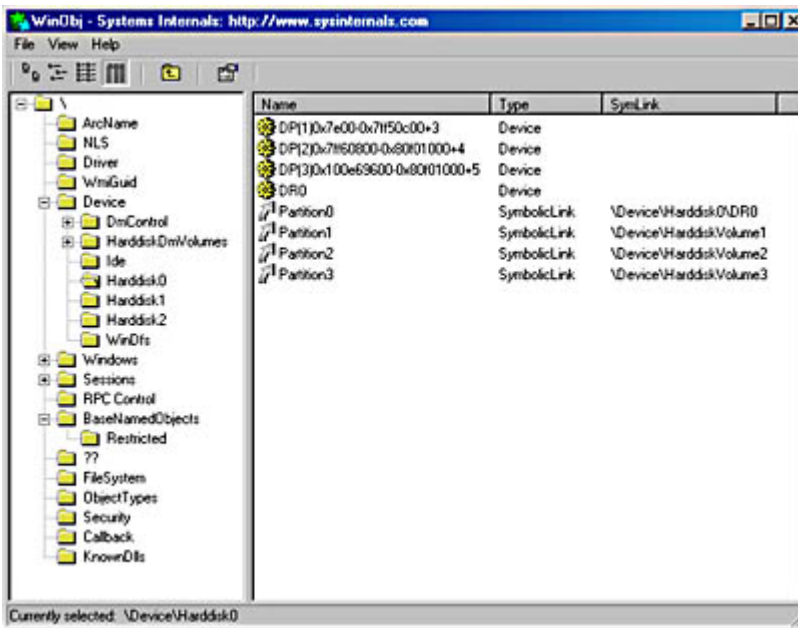 WinObj - Systems Internals: http://www.sysinternals.com
File View Help
\
ArcName
NLS
Driver
WmiGuid
Device
DmControl
HarddiskDmVolumes
Ide
Harddisk0
Harddisk1
Harddisk2
WinDfs
Windows
Sessions
RPC Control
BaseNamedObjects
Restricted
??
FileSystem
ObjectTypes
Security
Callback
KnownDlls
Name Type SymLink
DP(1)0x7e00-0x7ff50c00+3 Device
DP(2)0x7ff60800-0x80f01000+4 Device
DP(3)0x100e69600-0x80f01000+5 Device
DR0 Device
Partition0 SymbolicLink \Device\Harddisk0\DR0
Partition1 SymbolicLink \Device\HarddiskVolume1
Partition2 SymbolicLink \Device\HarddiskVolume2
Partition3 SymbolicLink \Device\HarddiskVolume3
Currently selected: \Device\Harddisk0